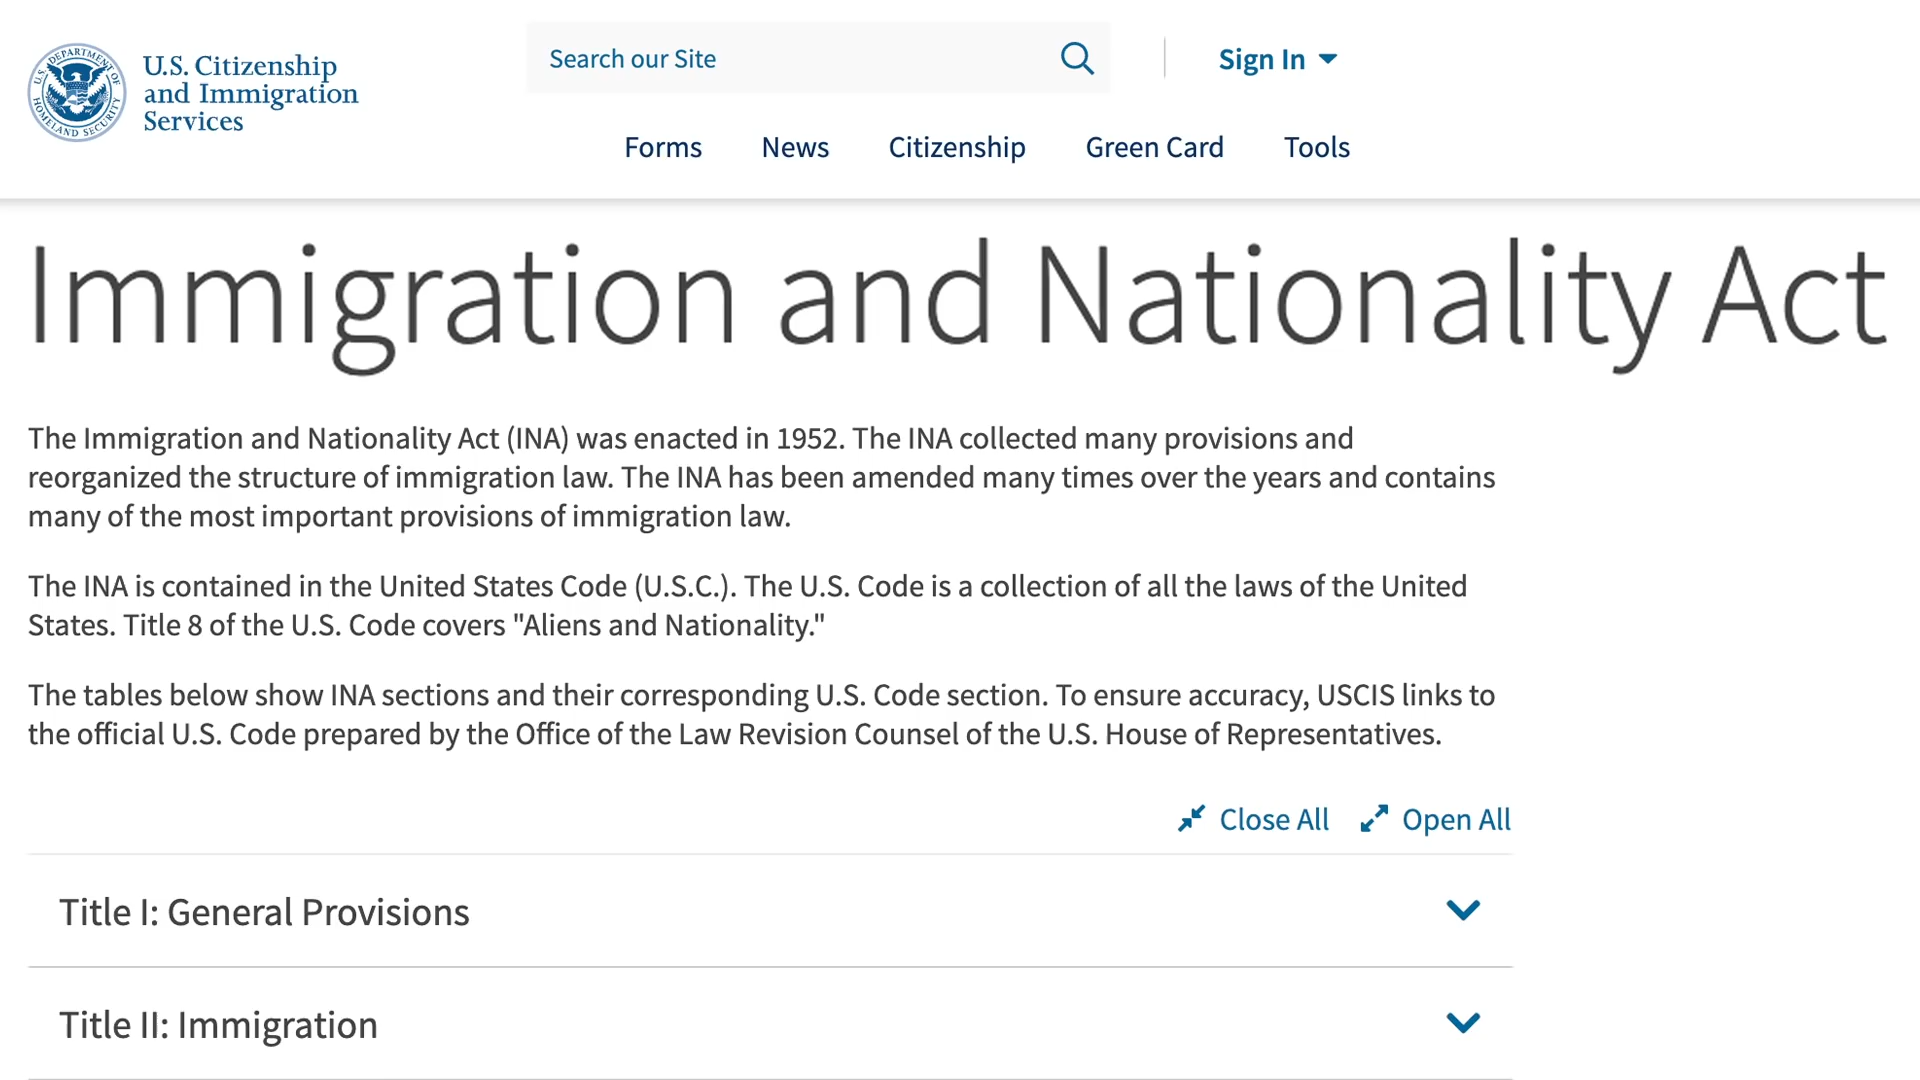 U.S. DEPARTMENT OF HOMELAND SECURITY
U.S. Citizenship
and Immigration
Services
Search our Site
Sign In
Forms News Citizenship Green Card Tools
Immigration and Nationality Act
The Immigration and Nationality Act (INA) was enacted in 1952. The INA collected many provisions and
reorganized the structure of immigration law. The INA has been amended many times over the years and contains
many of the most important provisions of immigration law.
The INA is contained in the United States Code (U.S.C.). The U.S. Code is a collection of all the laws of the United
States. Title 8 of the U.S. Code covers "Aliens and Nationality."
The tables below show INA sections and their corresponding U.S. Code section. To ensure accuracy, USCIS links to
the official U.S. Code prepared by the Office of the Law Revision Counsel of the U.S. House of Representatives.
Close All Open All
Title I: General Provisions
Title II: Immigration